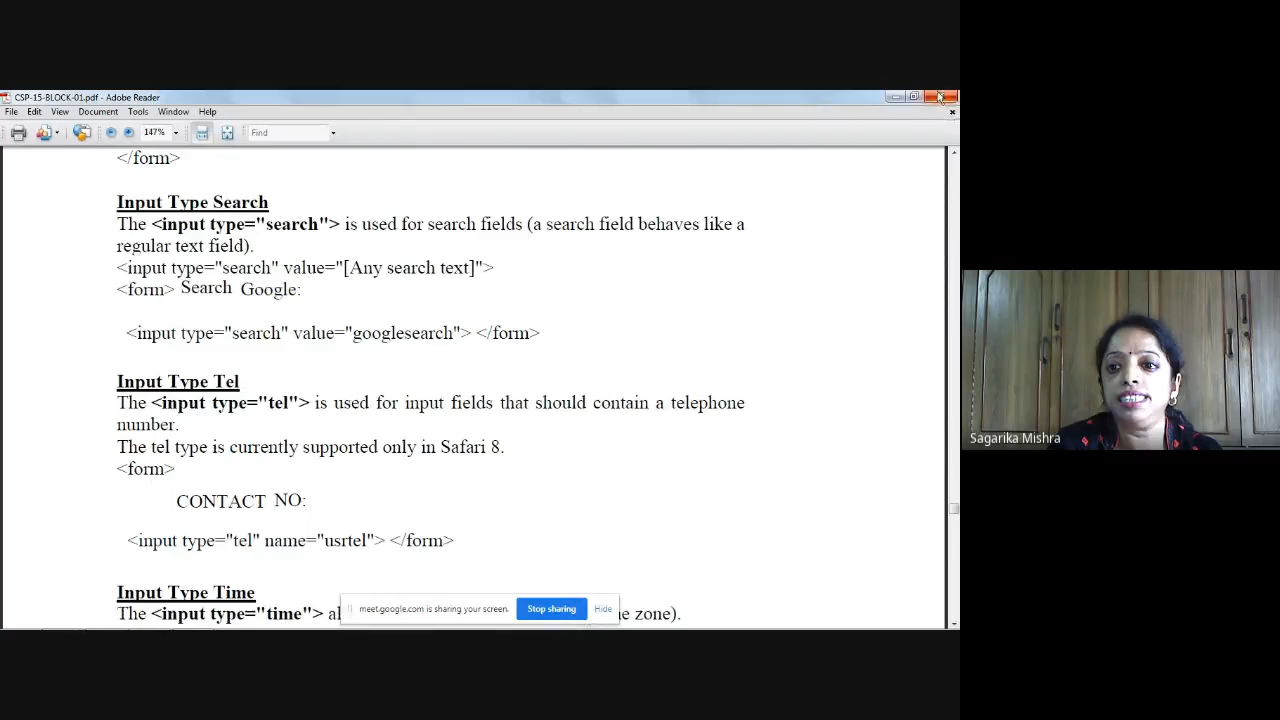 CSP-15-BLOCK-01.pdf - Adobe Reader
File Edit View Document Tools Window Help
147% Find
</form>
Input Type Search
The <input type="search"> is used for search fields (a search field behaves like a
regular text field).
<input type="search" value="[Any search text]">
<form> Search Google:
<input type="search" value="googlesearch"> </form>
Input Type Tel
The <input type="tel"> is used for input fields that should contain a telephone
number.
The tel type is currently supported only in Safari 8.
<form>
CONTACT NO:
<input type="tel" name="usrtel"> </form>
Input Type Time
The <input type="time"> zone).
meet.google.com is sharing your screen. Stop sharing Hide
Sagarika Mishra